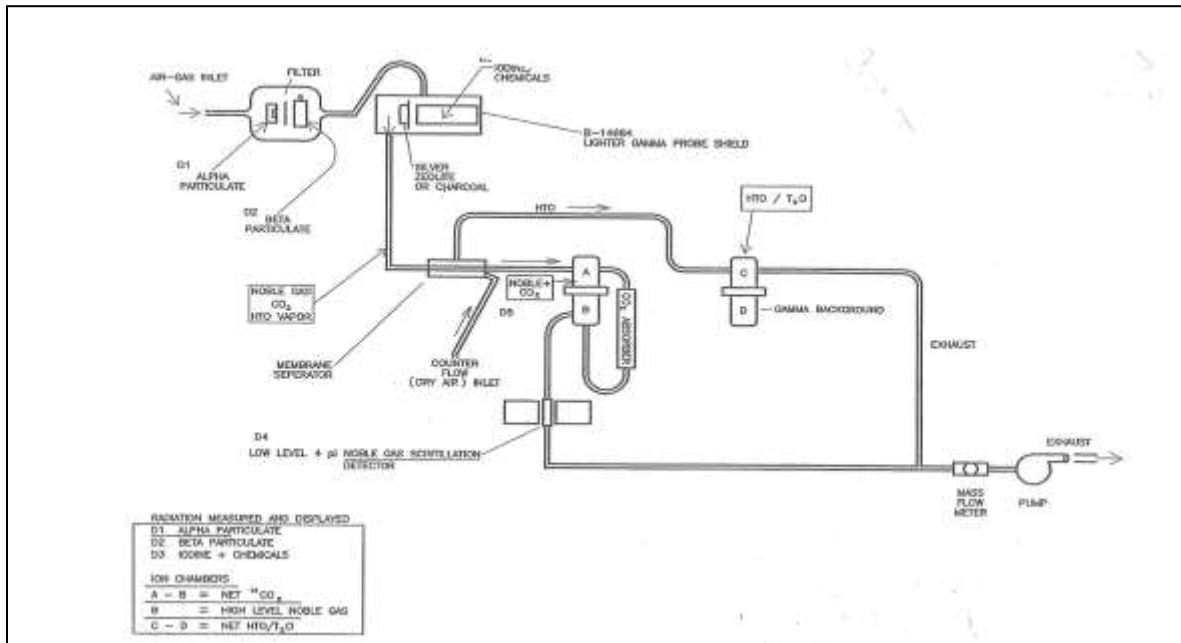 AIR-GAS INLET
FILTER
IODINE/
CHEMICALS
B-14884
LIGHTER GAMMA PROBE SHIELD
D1
ALPHA
PARTICULATE
D2
BETA
PARTICULATE
SILVER
ZEOLITE
OR CHARCOAL
HTO
HTO / T₂O
NOBLE GAS
CO₂
HTO VAPOR
A
NOBLE+
CO₂
D5
B
CO₂ ABSORBER
C
D
GAMMA BACKGROUND
EXHAUST
MEMBRANE
SEPERATOR
COUNTER
FLOW
(DRY AIR) INLET
D4
LOW LEVEL 4 pi NOBLE GAS SCINTILLATION
DETECTOR
EXHAUST
MASS
FLOW
METER
PUMP
RADIATION MEASURED AND DISPLAYED
D1 ALPHA PARTICULATE
D2 BETA PARTICULATE
D3 IODINE + CHEMICALS
ION CHAMBERS
A - B = NET ¹⁴CO₂
B = HIGH LEVEL NOBLE GAS
C - D = NET HTO/T₂O